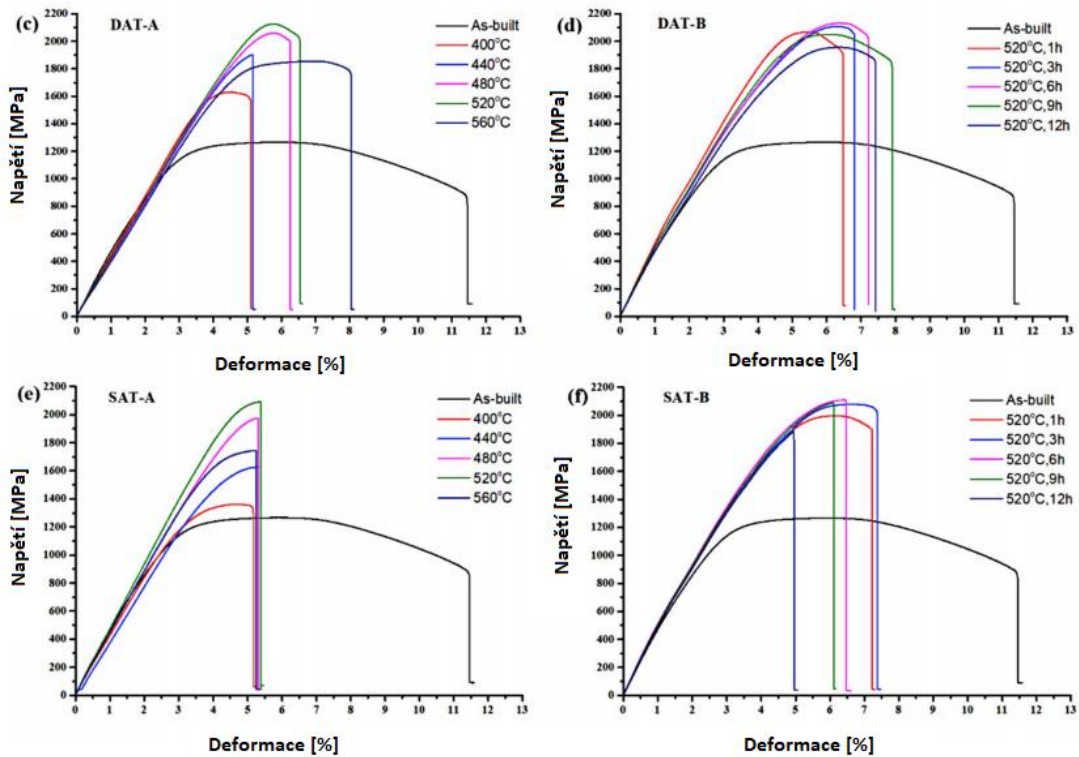 (c) DAT-A
As-built
400°C
440°C
480°C
520°C
560°C
Napětí [MPa]
2200
2000
1800
1600
1400
1200
1000
800
600
400
200
0
0 1 2 3 4 5 6 7 8 9 10 11 12 13
Deformace [%]
(d) DAT-B
As-built
520°C,1h
520°C,3h
520°C,6h
520°C,9h
520°C,12h
Napětí [MPa]
2200
2000
1800
1600
1400
1200
1000
800
600
400
200
0
0 1 2 3 4 5 6 7 8 9 10 11 12 13
Deformace [%]
(e) SAT-A
As-built
400°C
440°C
480°C
520°C
560°C
Napětí [MPa]
2200
2000
1800
1600
1400
1200
1000
800
600
400
200
0
0 1 2 3 4 5 6 7 8 9 10 11 12 13
Deformace [%]
(f) SAT-B
As-built
520°C,1h
520°C,3h
520°C,6h
520°C,9h
520°C,12h
Napětí [MPa]
2200
2000
1800
1600
1400
1200
1000
800
600
400
200
0
0 1 2 3 4 5 6 7 8 9 10 11 12 13
Deformace [%]